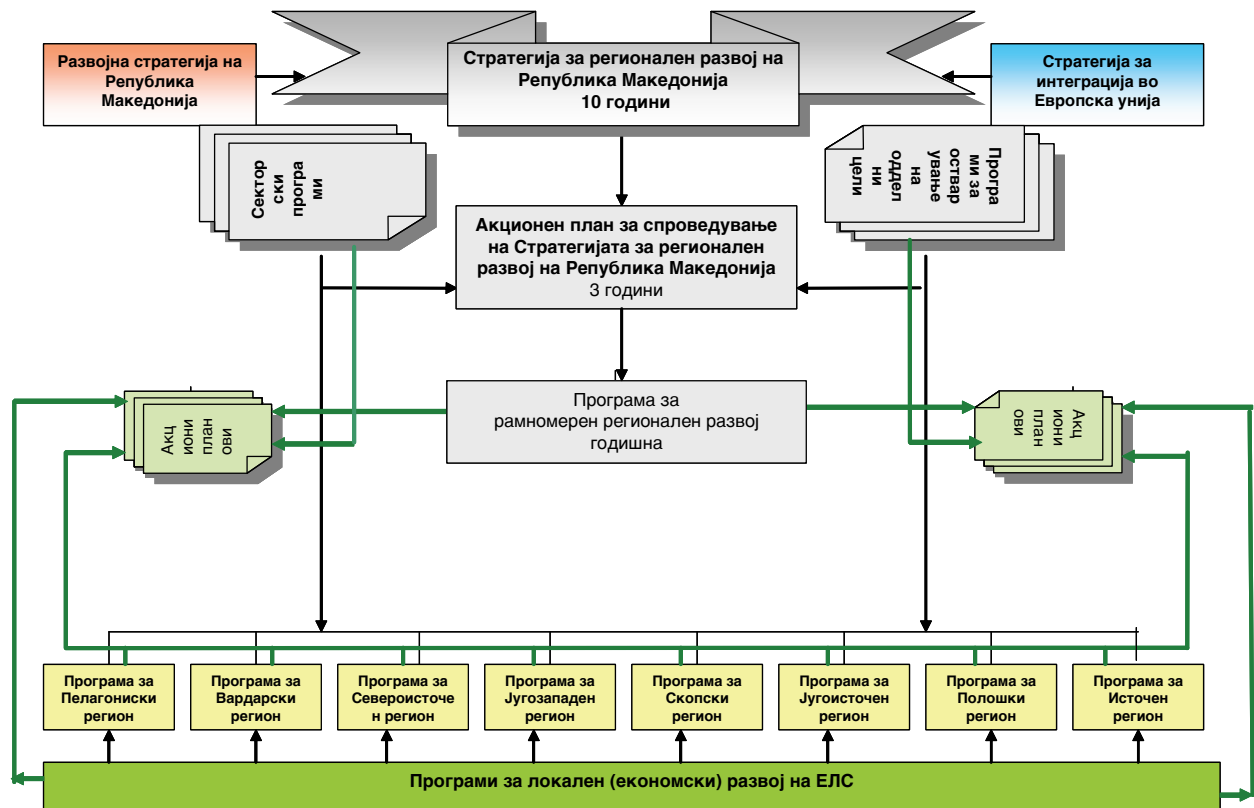 Развојна стратегија на
Република
Македонија
Стратегија за регионален развој на
Република Македонија
10 години
Стратегија за
интеграција во
Европска унија
Сектор
ски
програ
ми
Програ
ми за
оствар
ување
на
оддел
ни
цели
Акционен план за спроведување
на Стратегијата за регионален
развој на Република Македонија
3 години
Акц
иони
план
ови
Програма за
рамномерен регионален развој
годишна
Акц
иони
план
ови
Програма за
Пелагониски
регион
Програма за
Вардарски
регион
Програма за
Североисточе
н регион
Програма за
Југозападен
регион
Програма за
Скопски
регион
Програма за
Југоисточен
регион
Програма за
Полошки
регион
Програма за
Источен
регион
Програми за локален (економски) развој на ЕЛС